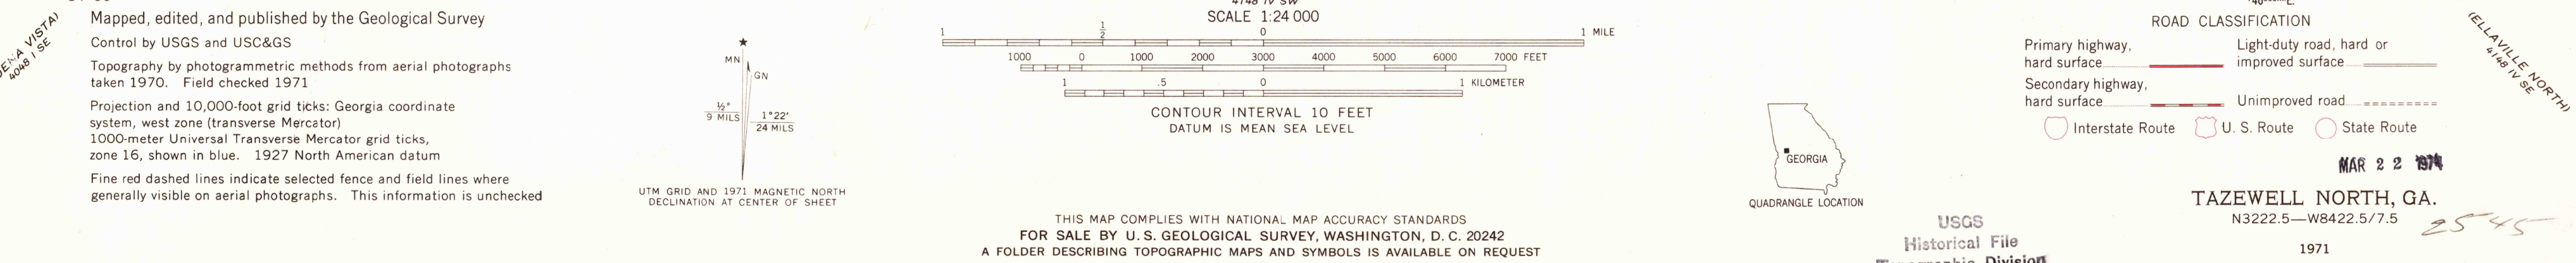 Mapped, edited, and published by the Geological Survey
Control by USGS and USC&GS
Topography by photogrammetric methods from aerial photographs
taken 1970. Field checked 1971
Projection and 10,000-foot grid ticks: Georgia coordinate
system, west zone (transverse Mercator)
1000-meter Universal Transverse Mercator grid ticks,
zone 16, shown in blue. 1927 North American datum
Fine red dashed lines indicate selected fence and field lines where
generally visible on aerial photographs. This information is unchecked
VISTA)
4048 I SE
MN
GN
½°
9 MILS
1°22'
24 MILS
UTM GRID AND 1971 MAGNETIC NORTH
DECLINATION AT CENTER OF SHEET
4148 IV SW
SCALE 1:24 000
1 ½ 0 1 MILE
1000 0 1000 2000 3000 4000 5000 6000 7000 FEET
1 .5 0 1 KILOMETER
CONTOUR INTERVAL 10 FEET
DATUM IS MEAN SEA LEVEL
THIS MAP COMPLIES WITH NATIONAL MAP ACCURACY STANDARDS
FOR SALE BY U. S. GEOLOGICAL SURVEY, WASHINGTON, D. C. 20242
A FOLDER DESCRIBING TOPOGRAPHIC MAPS AND SYMBOLS IS AVAILABLE ON REQUEST
GEORGIA
QUADRANGLE LOCATION
USGS
Historical File
Topographic Division
ROAD CLASSIFICATION
Primary highway,
hard surface
Light-duty road, hard or
improved surface
Secondary highway,
hard surface
Unimproved road
Interstate Route
U. S. Route
State Route
(ELLAVILLE NORTH)
4148 IV SE
MAR 22 1974
TAZEWELL NORTH, GA.
N3222.5—W8422.5/7.5
2545
1971